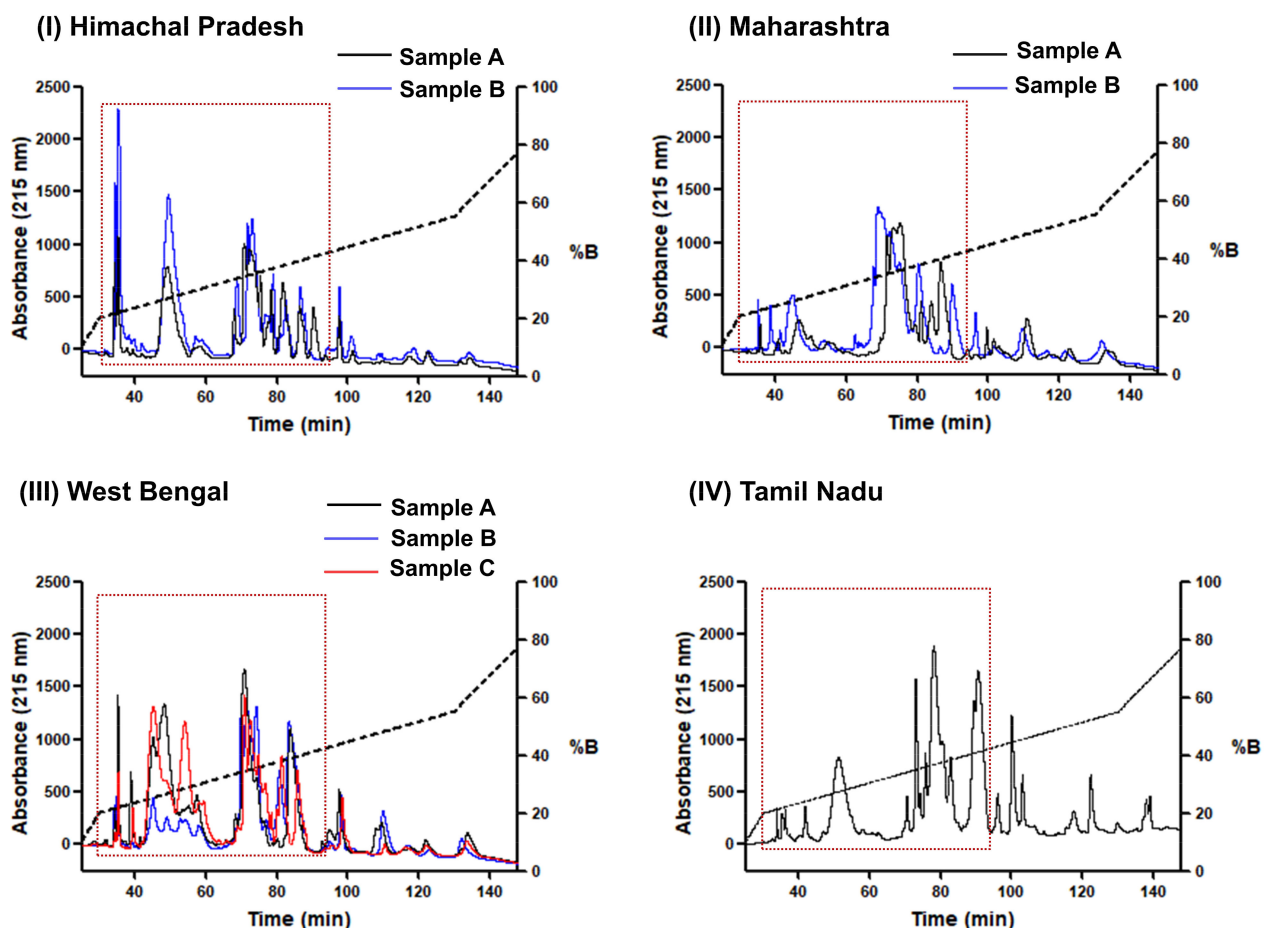 (I) Himachal Pradesh
Sample A
Sample B
2500
2000
1500
1000
500
0
Absorbance (215 nm)
100
80
60
40
20
0
%B
40 60 80 100 120 140
Time (min)
(II) Maharashtra
Sample A
Sample B
2500
2000
1500
1000
500
0
Absorbance (215 nm)
100
80
60
40
20
0
%B
40 60 80 100 120 140
Time (min)
(III) West Bengal
Sample A
Sample B
Sample C
2500
2000
1500
1000
500
0
Absorbance (215 nm)
100
80
60
40
20
0
%B
40 60 80 100 120 140
Time (min)
(IV) Tamil Nadu
2500
2000
1500
1000
500
0
Absorbance (215 nm)
100
80
60
40
20
0
%B
40 60 80 100 120 140
Time (min)